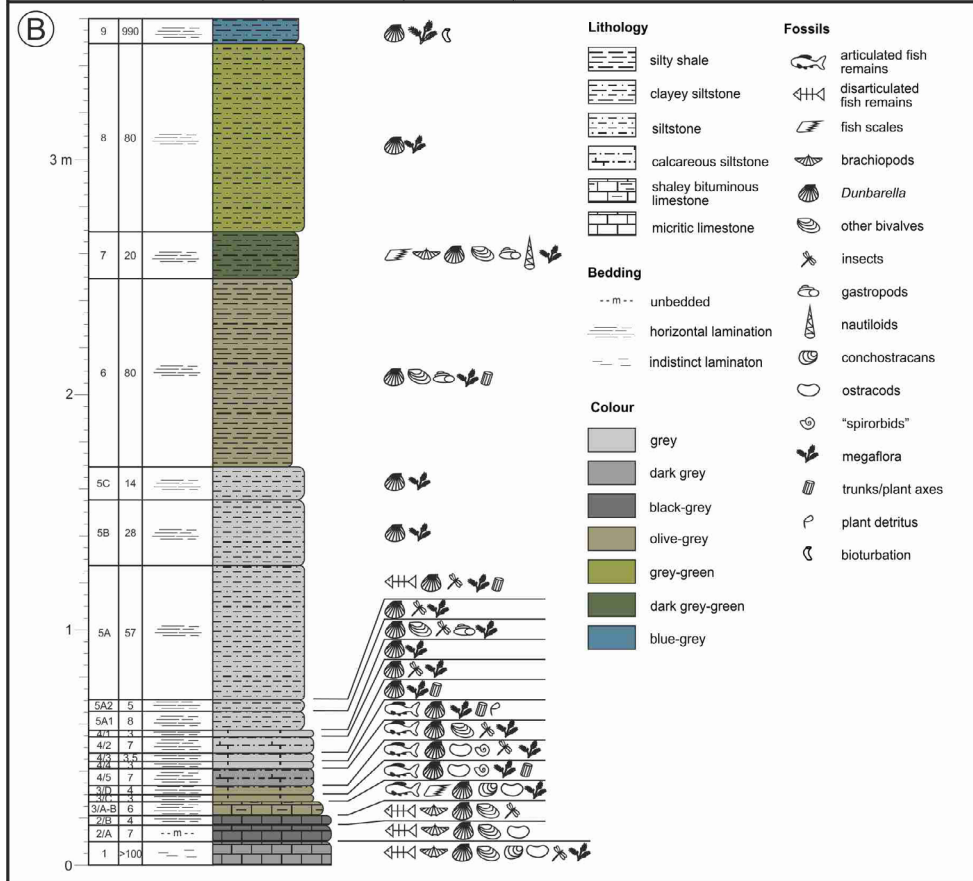 B
9 990
8 80
3 m
7 20
6 80
2
5C 14
5B 28
5A 57
1
5A2 5
5A1 8
4/1 3
4/2 7
4/3 3,5
4/4 3
4/5 7
3/D 4
3/C 3
3/A-B 6
2/B 4
2/A 7 --m--
1 >100
0
Lithology
silty shale
clayey siltstone
siltstone
calcareous siltstone
shaley bituminous
limestone
micritic limestone
Bedding
--m-- unbedded
horizontal lamination
indistinct laminaton
Colour
grey
dark grey
black-grey
olive-grey
grey-green
dark grey-green
blue-grey
Fossils
articulated fish
remains
disarticulated
fish remains
fish scales
brachiopods
Dunbarella
other bivalves
insects
gastropods
nautiloids
conchostracans
ostracods
"spirorbids"
megaflora
trunks/plant axes
plant detritus
bioturbation